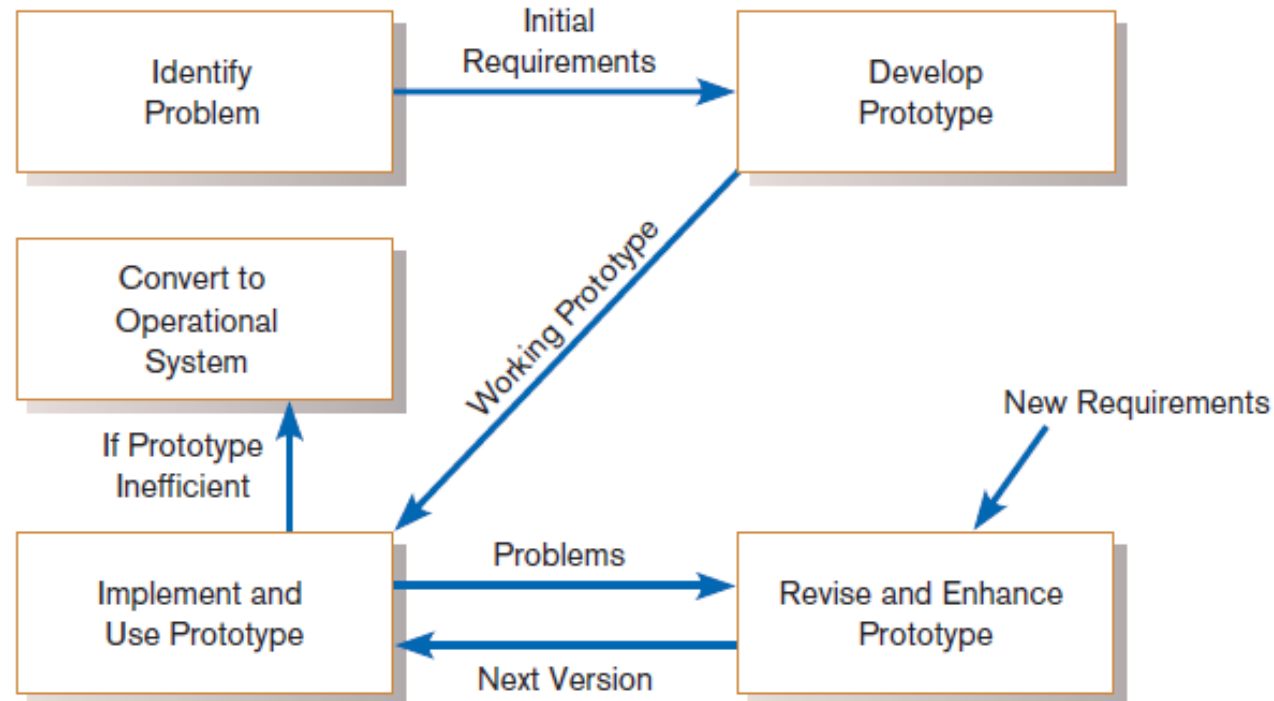 Identify
Problem
Initial
Requirements
Develop
Prototype
Working Prototype
Convert to
Operational
System
If Prototype
Inefficient
New Requirements
Implement and
Use Prototype
Problems
Next Version
Revise and Enhance
Prototype